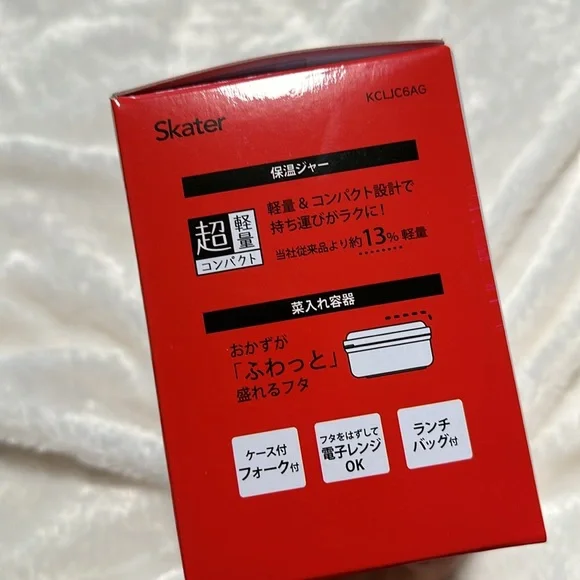 Skater
KCLJC6AG
保温ジャー
超軽量
コンパクト
軽量 & コンパクト設計で
持ち運びがラクに!
当社従来品より約13% 軽量
菜入れ容器
おかずが
「ふわっと」
盛れるフタ
ケース付
フォーク付
フタをはずして
電子レンジ
OK
ランチ
バッグ付